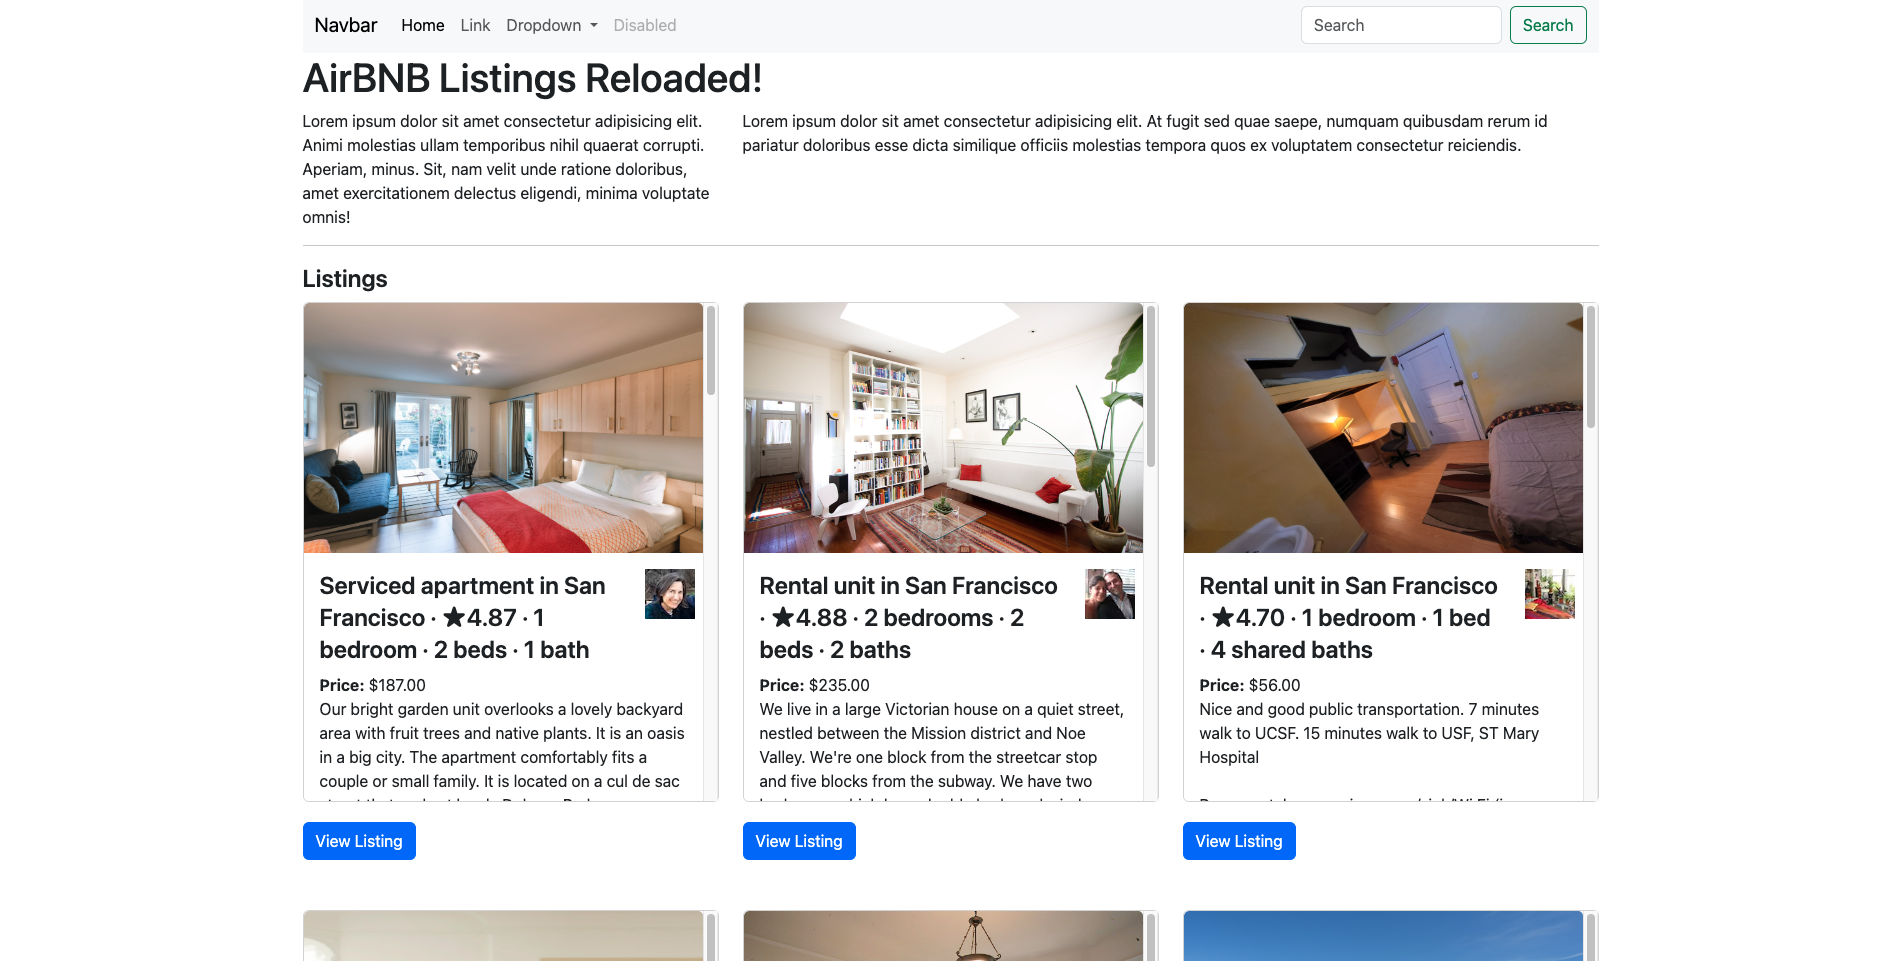 Navbar Home Link Dropdown Disabled Search Search
AirBNB Listings Reloaded!
Lorem ipsum dolor sit amet consectetur adipisicing elit.
Animi molestias ullam temporibus nihil quaerat corrupti.
Aperiam, minus. Sit, nam velit unde ratione doloribus,
amet exercitationem delectus eligendi, minima voluptate
omnis!
Lorem ipsum dolor sit amet consectetur adipisicing elit. At fugit sed quae saepe, numquam quibusdam rerum id
pariatur doloribus esse dicta similique officiis molestias tempora quos ex voluptatem consectetur reiciendis.
Listings
Serviced apartment in San
Francisco · ★4.87 · 1
bedroom · 2 beds · 1 bath
Price: $187.00
Our bright garden unit overlooks a lovely backyard
area with fruit trees and native plants. It is an oasis
in a big city. The apartment comfortably fits a
couple or small family. It is located on a cul de sac
View Listing
Rental unit in San Francisco
· ★4.88 · 2 bedrooms · 2
beds · 2 baths
Price: $235.00
We live in a large Victorian house on a quiet street,
nestled between the Mission district and Noe
Valley. We're one block from the streetcar stop
and five blocks from the subway. We have two
View Listing
Rental unit in San Francisco
· ★4.70 · 1 bedroom · 1 bed
· 4 shared baths
Price: $56.00
Nice and good public transportation. 7 minutes
walk to UCSF. 15 minutes walk to USF, ST Mary
Hospital
View Listing